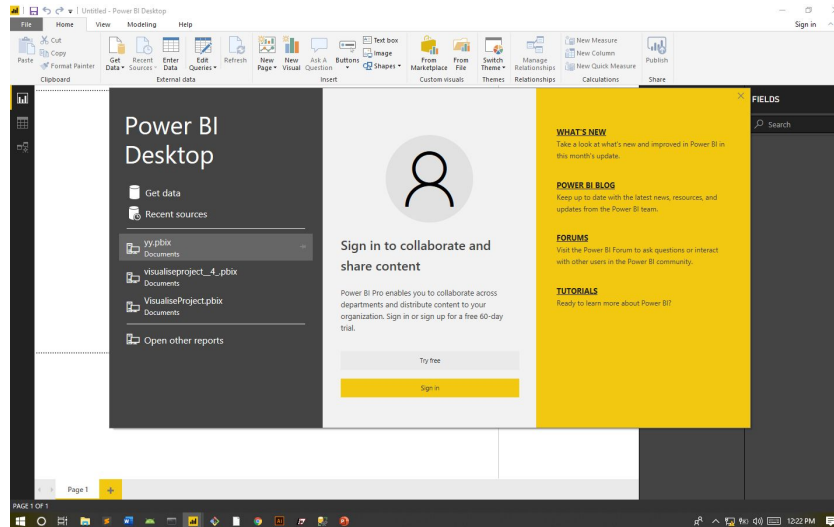 Untitled - Power BI Desktop
File Home View Modeling Help
Sign in
Paste
Cut
Copy
Format Painter
Clipboard
Get Data
Recent Sources
Enter Data
Edit Queries
Refresh
External data
New Page
New Visual
Ask A Question
Buttons
Text box
Image
Shapes
Insert
From Marketplace
From File
Custom visuals
Switch Theme
Themes
Manage Relationships
Relationships
New Measure
New Column
New Quick Measure
Calculations
Publish
Share
Power BI
Desktop
Get data
Recent sources
yy.pbix
Documents
visualiseproject__4_.pbix
Documents
VisualiseProject.pbix
Documents
Open other reports
Sign in to collaborate and
share content
Power BI Pro enables you to collaborate across
departments and distribute content to your
organization. Sign in or sign up for a free 60-day
trial.
Try free
Sign in
WHAT'S NEW
Take a look at what's new and improved in Power BI in
this month's update.
POWER BI BLOG
Keep up to date with the latest news, resources, and
updates from the Power BI team.
FORUMS
Visit the Power BI Forum to ask questions or interact
with other users in the Power BI community.
TUTORIALS
Ready to learn more about Power BI?
FIELDS
Search
Page 1
PAGE 1 OF 1
12:22 PM